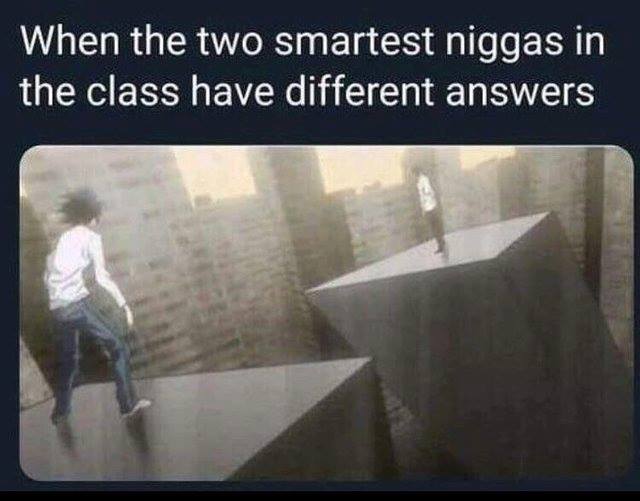 When the two smartest niggas in
the class have different answers